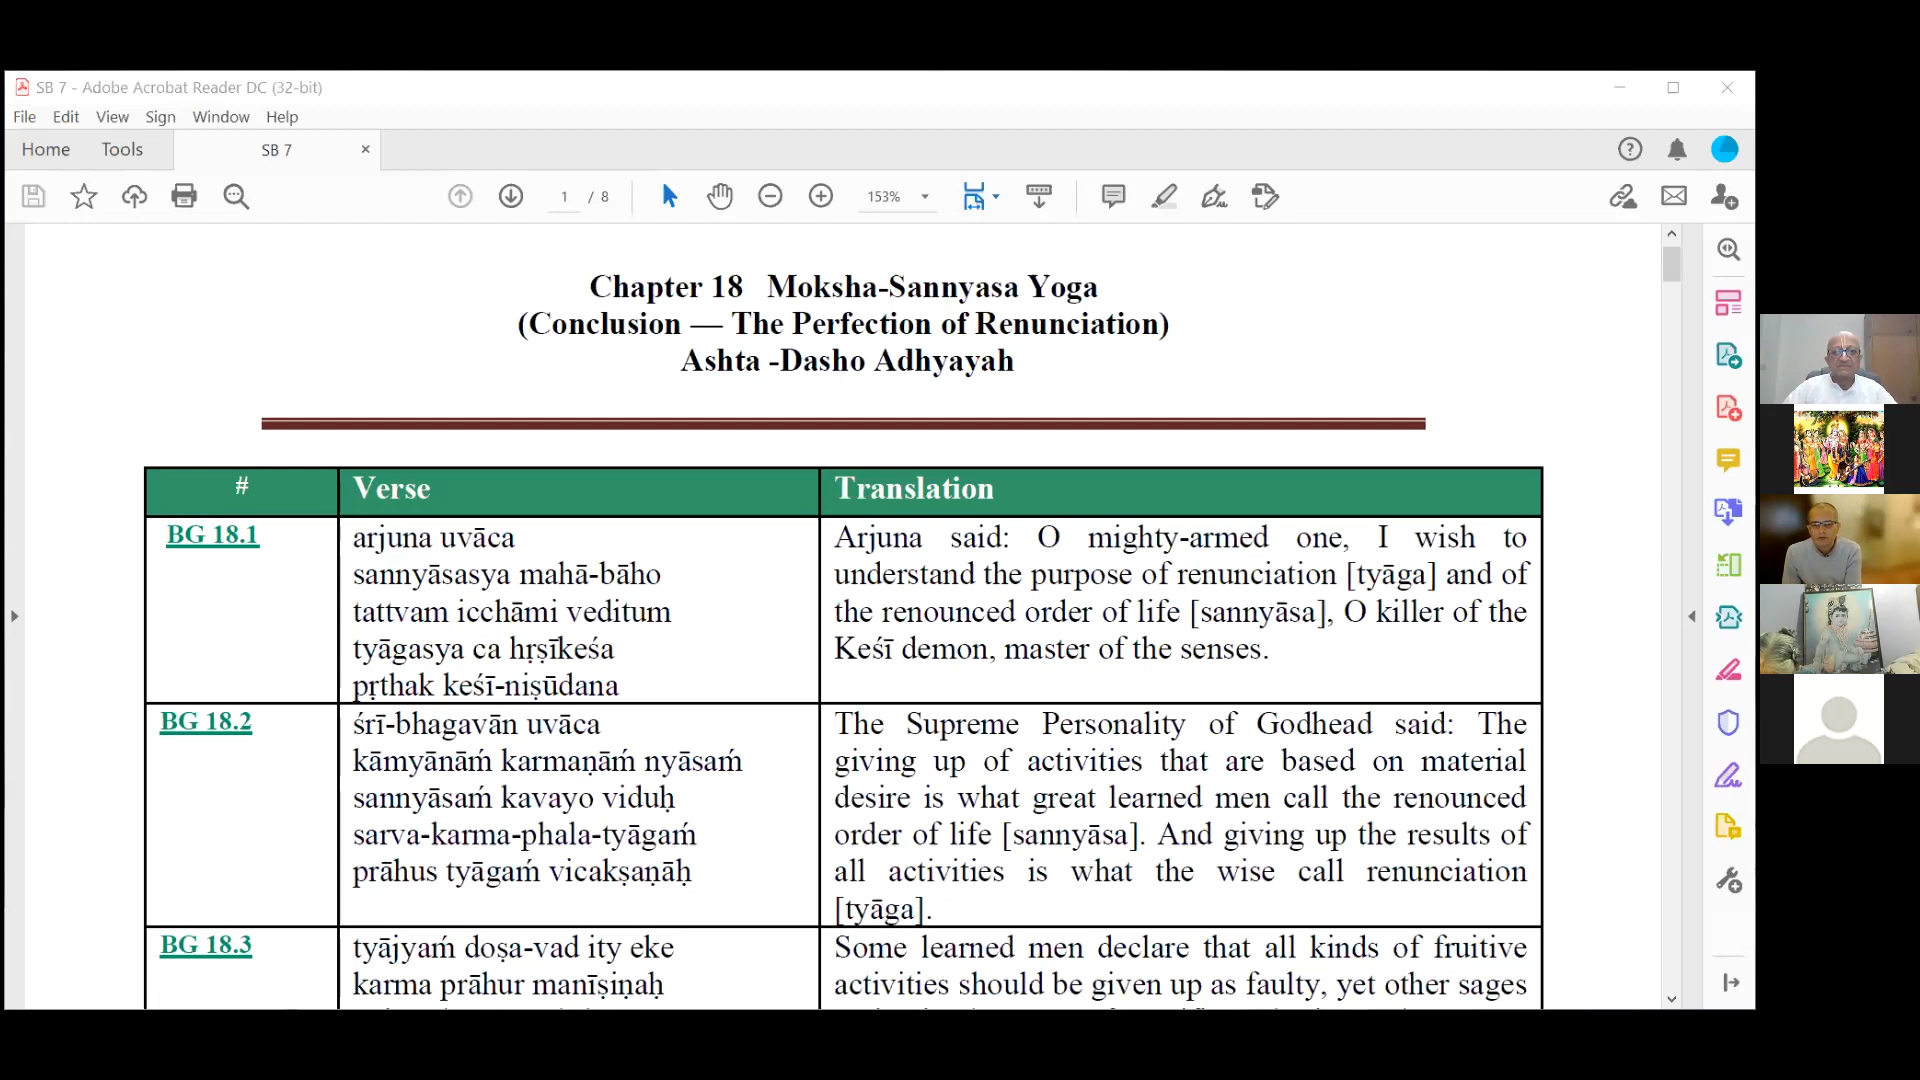 SB 7 - Adobe Acrobat Reader DC (32-bit)
File Edit View Sign Window Help
Home Tools SB 7
1 / 8 153%
Chapter 18 Moksha-Sannyasa Yoga
(Conclusion — The Perfection of Renunciation)
Ashta -Dasho Adhyayah
# Verse Translation
BG 18.1
arjuna uvāca
sannyāsasya mahā-bāho
tattvam icchāmi veditum
tyāgasya ca hṛṣīkeśa
pṛthak keśī-niṣūdana
Arjuna said: O mighty-armed one, I wish to
understand the purpose of renunciation [tyāga] and of
the renounced order of life [sannyāsa], O killer of the
Keśī demon, master of the senses.
BG 18.2
śrī-bhagavān uvāca
kāmyānāḿ karmaṇāḿ nyāsaḿ
sannyāsaḿ kavayo viduḥ
sarva-karma-phala-tyāgaḿ
prāhus tyāgaḿ vicakṣaṇāḥ
The Supreme Personality of Godhead said: The
giving up of activities that are based on material
desire is what great learned men call the renounced
order of life [sannyāsa]. And giving up the results of
all activities is what the wise call renunciation
[tyāga].
BG 18.3
tyājyaḿ doṣa-vad ity eke
karma prāhur manīṣiṇaḥ
Some learned men declare that all kinds of fruitive
activities should be given up as faulty, yet other sages